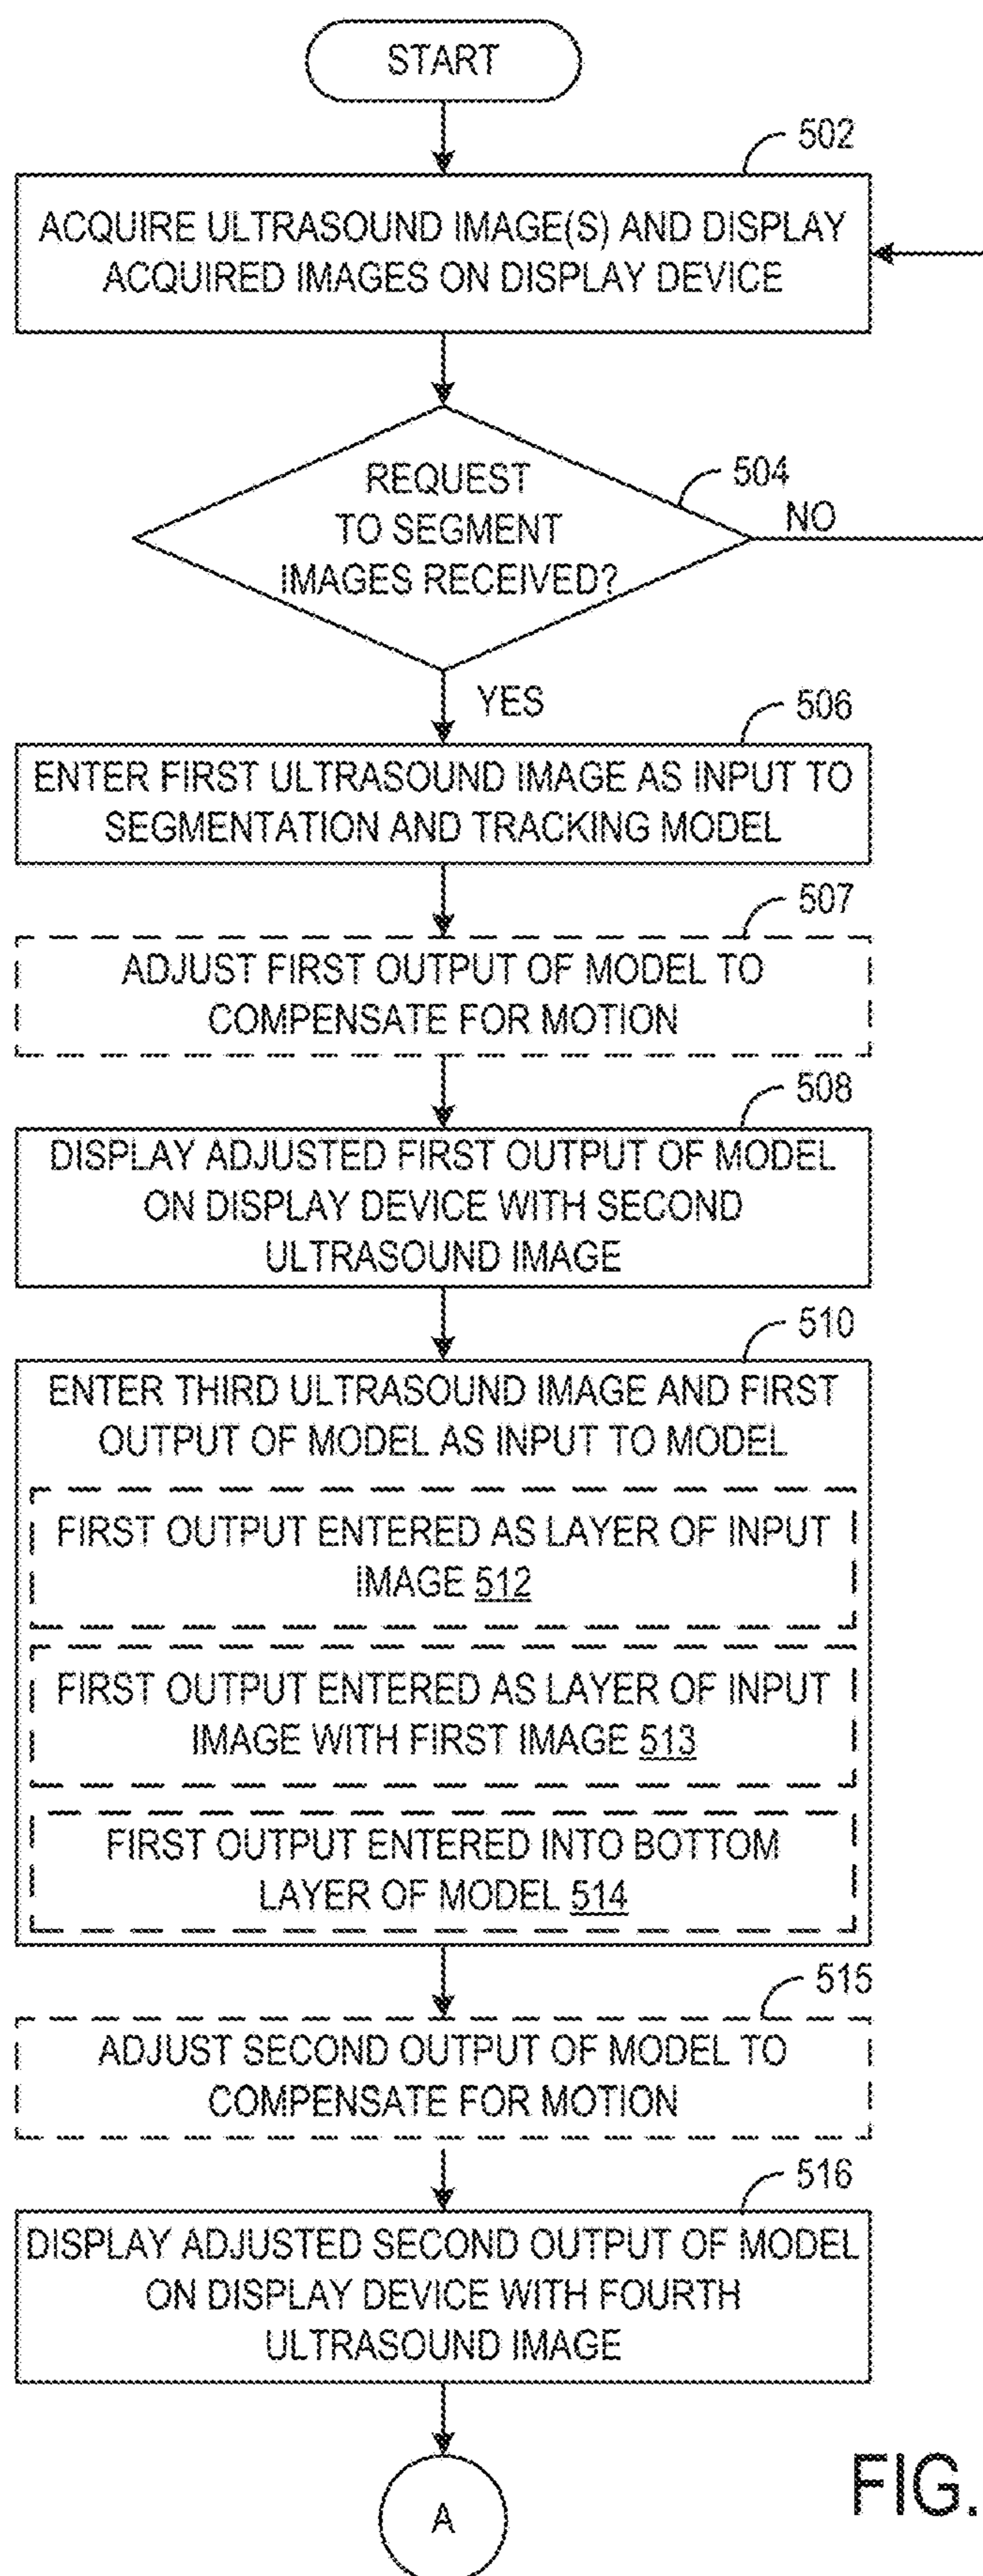 START
502
ACQUIRE ULTRASOUND IMAGE(S) AND DISPLAY
ACQUIRED IMAGES ON DISPLAY DEVICE
504
REQUEST
TO SEGMENT
IMAGES RECEIVED?
NO
YES
506
ENTER FIRST ULTRASOUND IMAGE AS INPUT TO
SEGMENTATION AND TRACKING MODEL
507
ADJUST FIRST OUTPUT OF MODEL TO
COMPENSATE FOR MOTION
508
DISPLAY ADJUSTED FIRST OUTPUT OF MODEL
ON DISPLAY DEVICE WITH SECOND
ULTRASOUND IMAGE
510
ENTER THIRD ULTRASOUND IMAGE AND FIRST
OUTPUT OF MODEL AS INPUT TO MODEL
FIRST OUTPUT ENTERED AS LAYER OF INPUT
IMAGE 512
FIRST OUTPUT ENTERED AS LAYER OF INPUT
IMAGE WITH FIRST IMAGE 513
FIRST OUTPUT ENTERED INTO BOTTOM
LAYER OF MODEL 514
515
ADJUST SECOND OUTPUT OF MODEL TO
COMPENSATE FOR MOTION
516
DISPLAY ADJUSTED SECOND OUTPUT OF MODEL
ON DISPLAY DEVICE WITH FOURTH
ULTRASOUND IMAGE
A
FIG.